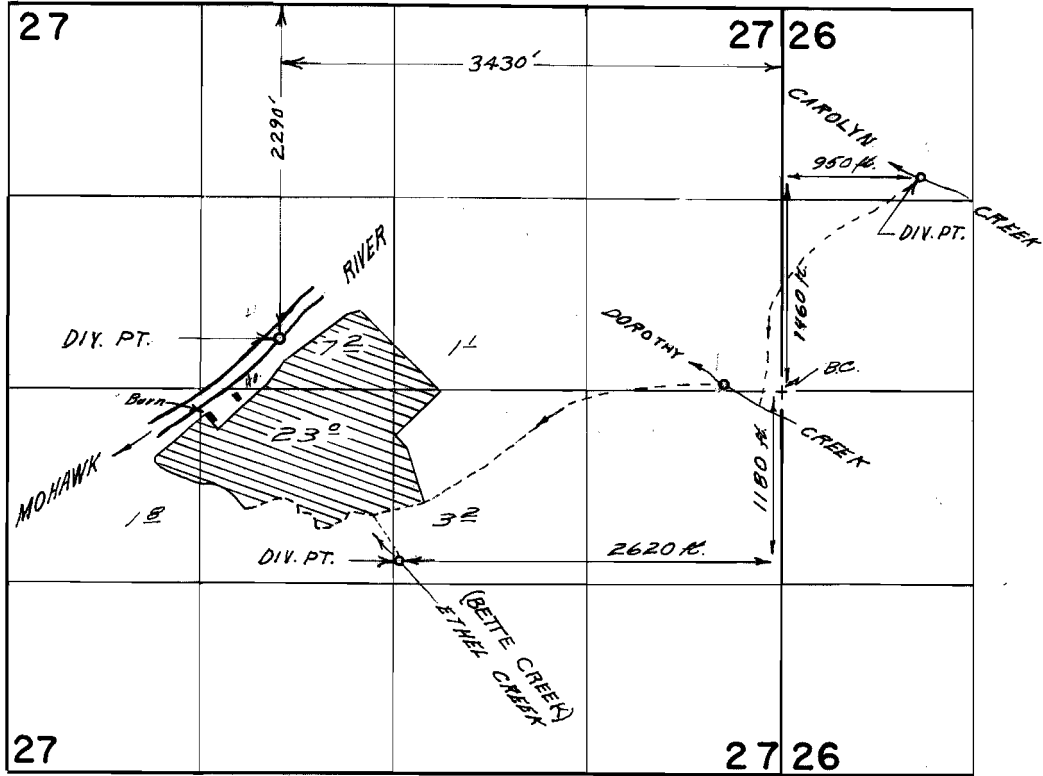 27
27 26
3430'
2290'
CAROLYN
950 ft.
CREEK
DIV. PT.
1460 ft.
RIVER
DIV. PT.
7 2
1 1
DOROTHY
Ho.
B.C.
Barn
23 0
CREEK
1180 ft.
MOHAWK
1 8
3 2
DIV. PT.
2620 ft.
(BETTE CREEK)
ETHEL CREEK
27
27 26